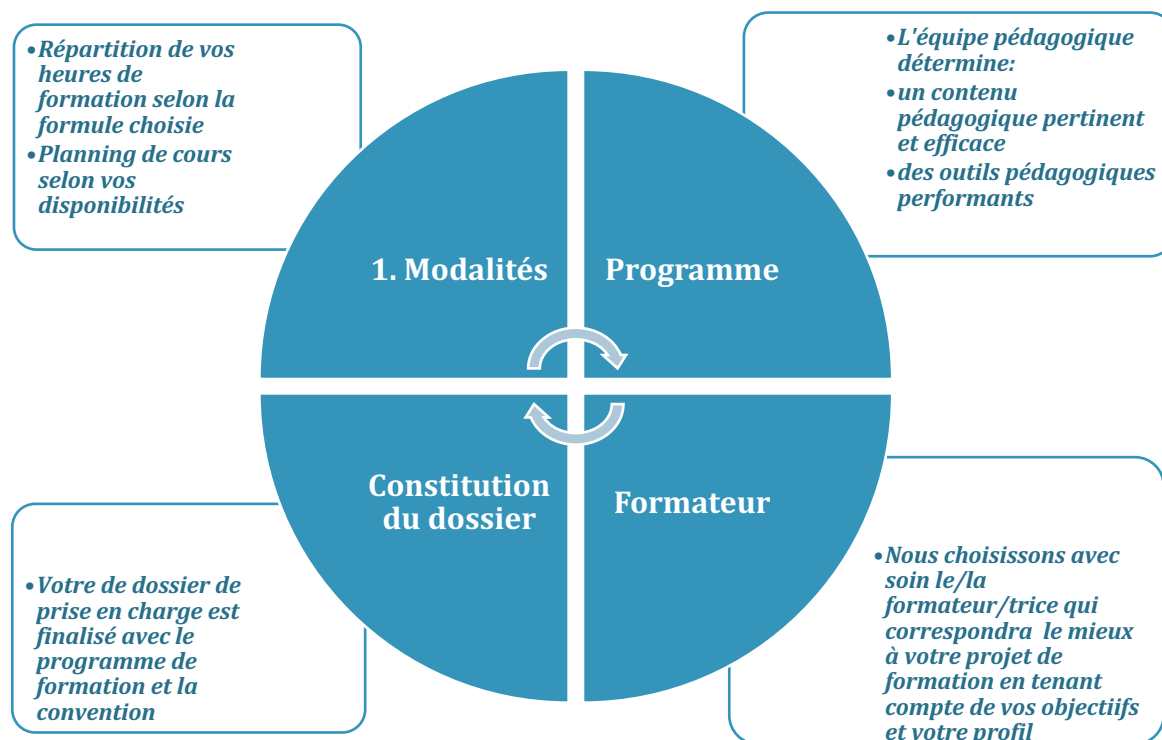 •Répartition de vos
heures de
formation selon la
formule choisie
•Planning de cours
selon vos
disponibilités
•L'équipe pédagogique
détermine:
•un contenu
pédagogique pertinent
et efficace
•des outils pédagogiques
performants
1. Modalités
Programme
Constitution
du dossier
Formateur
•Votre de dossier de
prise en charge est
finalisé avec le
programme de
formation et la
convention
•Nous choisissons avec
soin le/la
formateur/trice qui
correspondra le mieux
à votre projet de
formation en tenant
compte de vos objectiifs
et votre profil